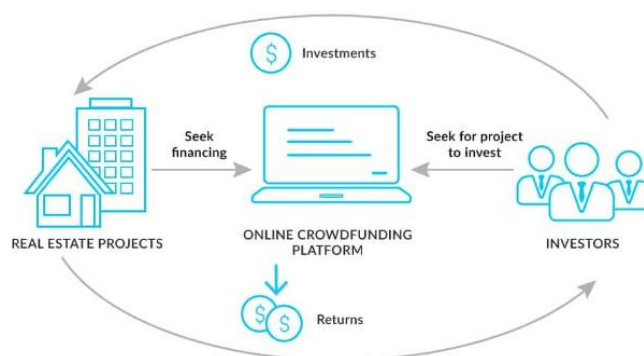 $ Investments
Seek
financing
Seek for project
to invest
REAL ESTATE PROJECTS
ONLINE CROWDFUNDING
PLATFORM
INVESTORS
$ $ Returns